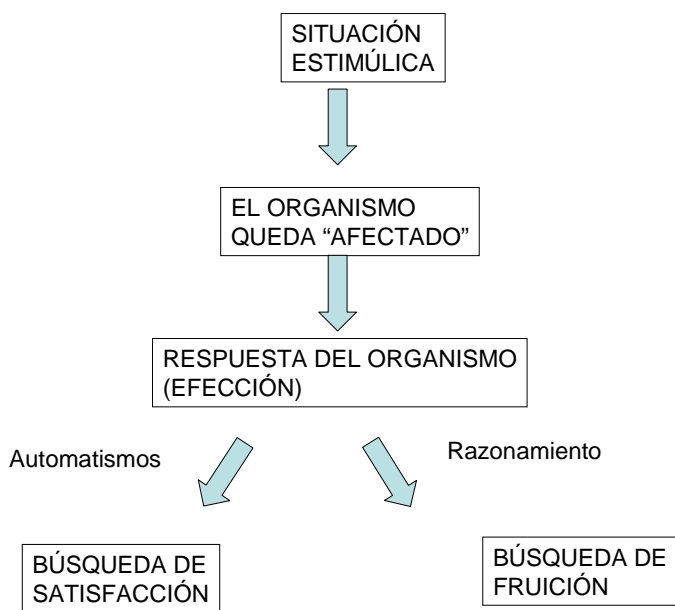 SITUACIÓN
ESTIMÚLICA
EL ORGANISMO
QUEDA “AFECTADO”
RESPUESTA DEL ORGANISMO
(EFECCIÓN)
Automatismos
Razonamiento
BÚSQUEDA DE
SATISFACCIÓN
BÚSQUEDA DE
FRUICIÓN